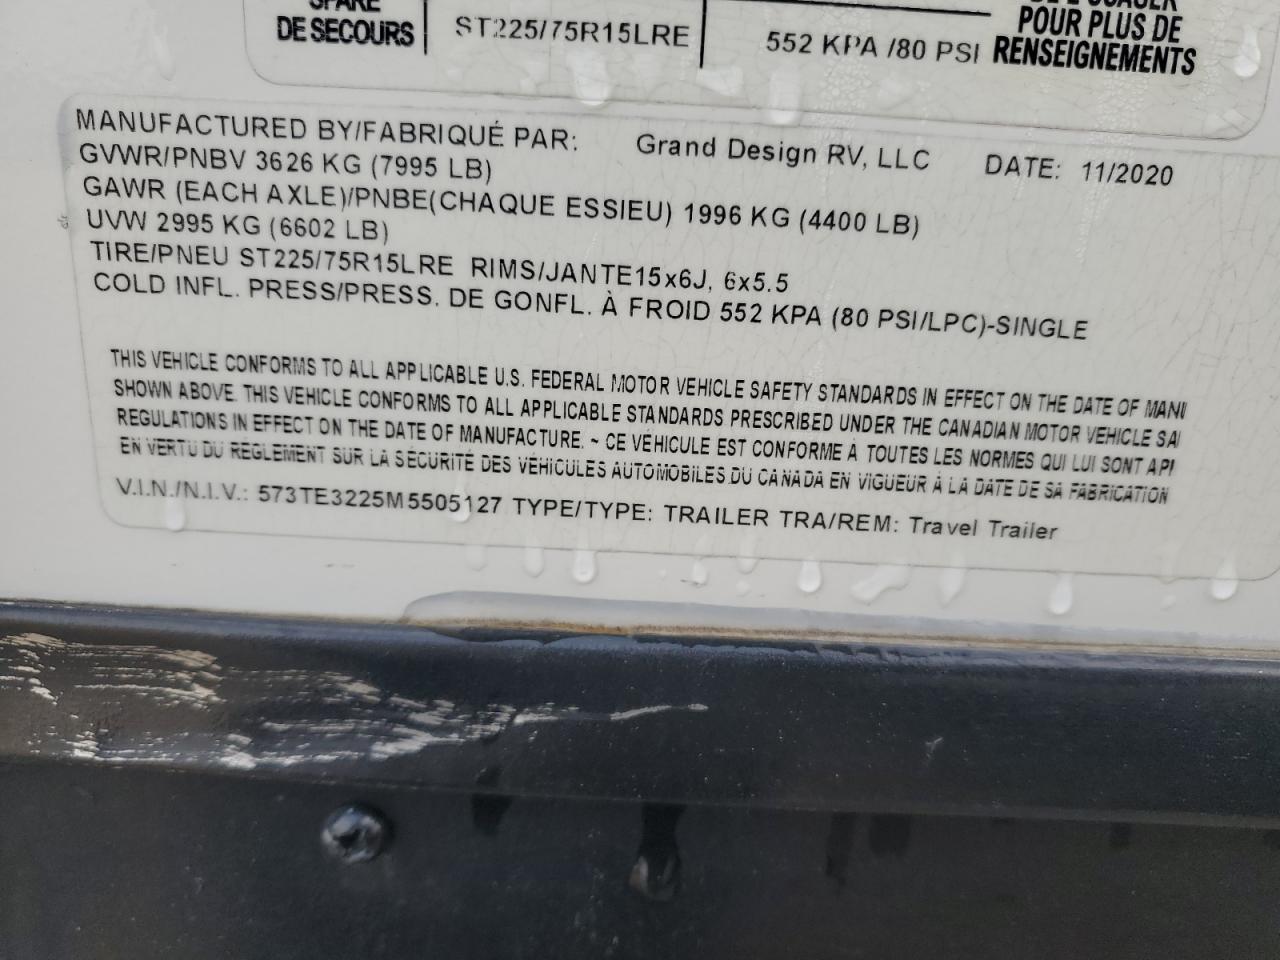 DE SECOURS
ST225/75R15LRE
552 KPA /80 PSI
POUR PLUS DE
RENSEIGNEMENTS
MANUFACTURED BY/FABRIQUÉ PAR: Grand Design RV, LLC DATE: 11/2020
GVWR/PNBV 3626 KG (7995 LB)
GAWR (EACH AXLE)/PNBE(CHAQUE ESSIEU) 1996 KG (4400 LB)
UVW 2995 KG (6602 LB)
TIRE/PNEU ST225/75R15LRE RIMS/JANTE15x6J, 6x5.5
COLD INFL. PRESS/PRESS. DE GONFL. À FROID 552 KPA (80 PSI/LPC)-SINGLE
THIS VEHICLE CONFORMS TO ALL APPLICABLE U.S. FEDERAL MOTOR VEHICLE SAFETY STANDARDS IN EFFECT ON THE DATE OF MANU
SHOWN ABOVE. THIS VEHICLE CONFORMS TO ALL APPLICABLE STANDARDS PRESCRIBED UNDER THE CANADIAN MOTOR VEHICLE SA
REGULATIONS IN EFFECT ON THE DATE OF MANUFACTURE. ~ CE VÉHICULE EST CONFORME À TOUTES LES NORMES QUI LUI SONT APP
EN VERTU DU RÈGLEMENT SUR LA SÉCURITÉ DES VÉHICULES AUTOMOBILES DU CANADA EN VIGUEUR À LA DATE DE SA FABRICATION
V.I.N./N.I.V.: 573TE3225M5505127 TYPE/TYPE: TRAILER TRA/REM: Travel Trailer